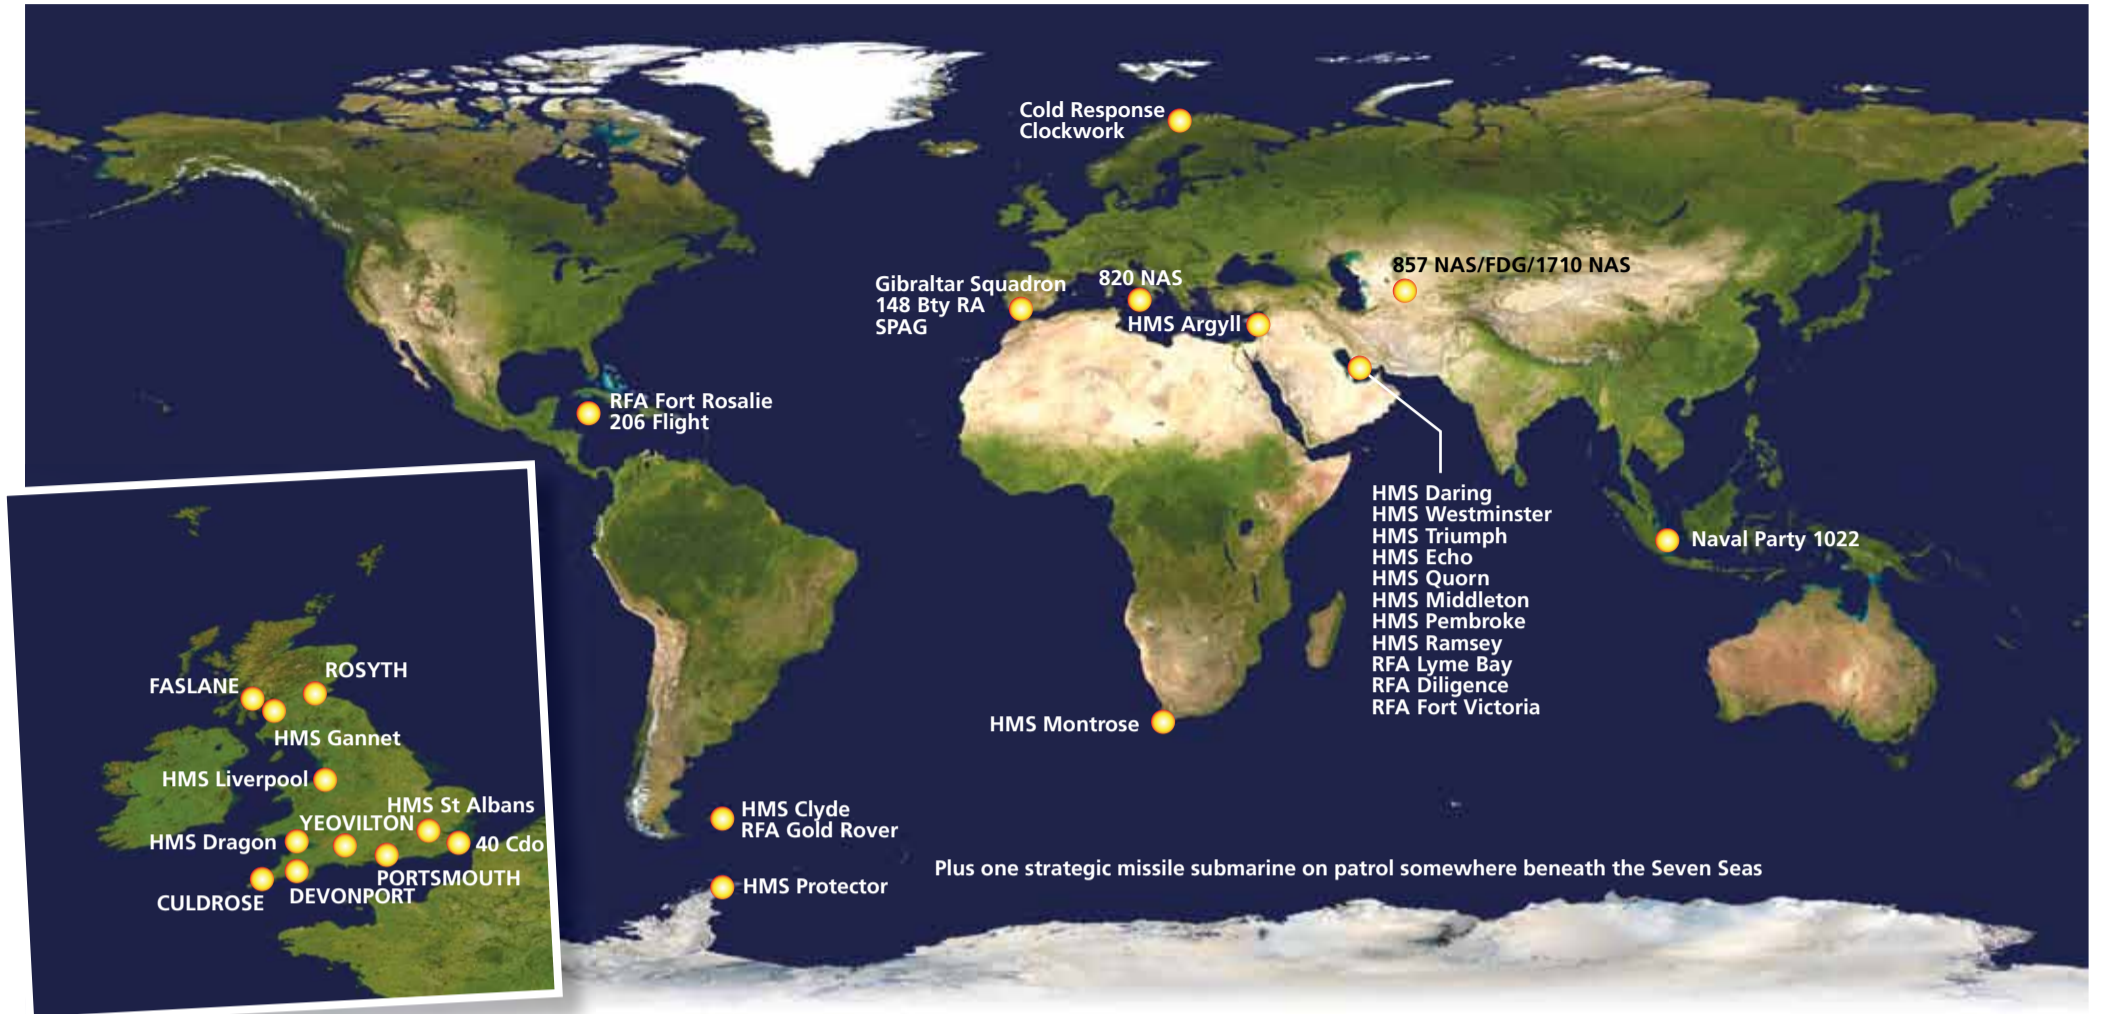 Cold Response
Clockwork
857 NAS/FDG/1710 NAS
Gibraltar Squadron
148 Bty RA
SPAG
820 NAS
HMS Argyll
RFA Fort Rosalie
206 Flight
HMS Daring
HMS Westminster
HMS Triumph
HMS Echo
HMS Quorn
HMS Middleton
HMS Pembroke
HMS Ramsey
RFA Lyme Bay
RFA Diligence
RFA Fort Victoria
Naval Party 1022
HMS Montrose
HMS Clyde
RFA Gold Rover
Plus one strategic missile submarine on patrol somewhere beneath the Seven Seas
HMS Protector
ROSYTH
FASLANE
HMS Gannet
HMS Liverpool
HMS St Albans
YEOVILTON
HMS Dragon
40 Cdo
PORTSMOUTH
DEVONPORT
CULDROSE